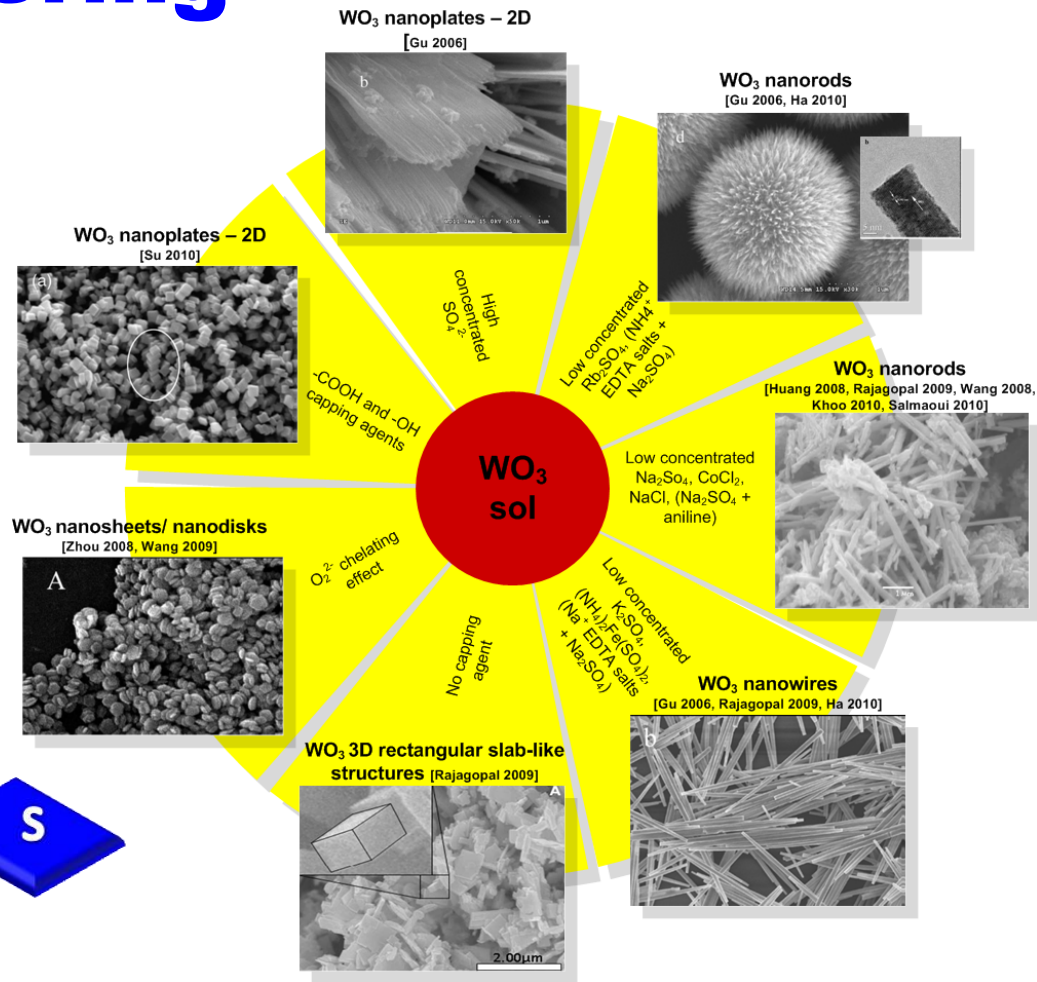 ering
WO₃ nanoplates – 2D
[Gu 2006]
b
WO₃ nanorods
[Gu 2006, Ha 2010]
d
WO₃ nanoplates – 2D
[Su 2010]
(a)
High
concentrated
SO₄²⁻
Low concentrated
Rb₂SO₄, (NH4⁺
EDTA salts +
Na₂SO₄)
-COOH and -OH
capping agents
WO₃ nanorods
[Huang 2008, Rajagopal 2009, Wang 2008,
Khoo 2010, Salmaoui 2010]
Low concentrated
Na₂So₄, CoCl₂,
NaCl, (Na₂SO₄ +
aniline)
WO₃
sol
WO₃ nanosheets/ nanodisks
[Zhou 2008, Wang 2009]
A
O₂²⁻ chelating
effect
No capping
agent
Low concentrated
K₂SO₄,
(NH₄)₂Fe(SO₄)₂,
(Na⁺ EDTA salts
+ Na₂SO₄)
WO₃ nanowires
[Gu 2006, Rajagopal 2009, Ha 2010]
b
WO₃ 3D rectangular slab-like
structures [Rajagopal 2009]
A
2.00µm
S